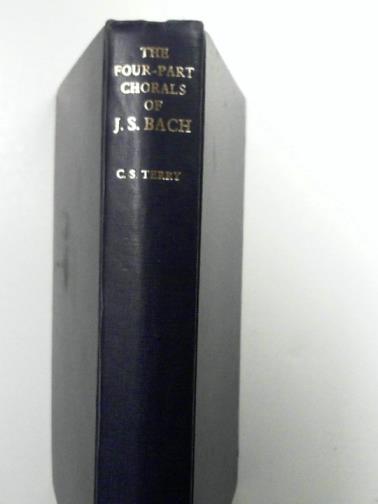 THE
FOUR-PART
CHORALS
OF
J. S. BACH
C. S. TERRY